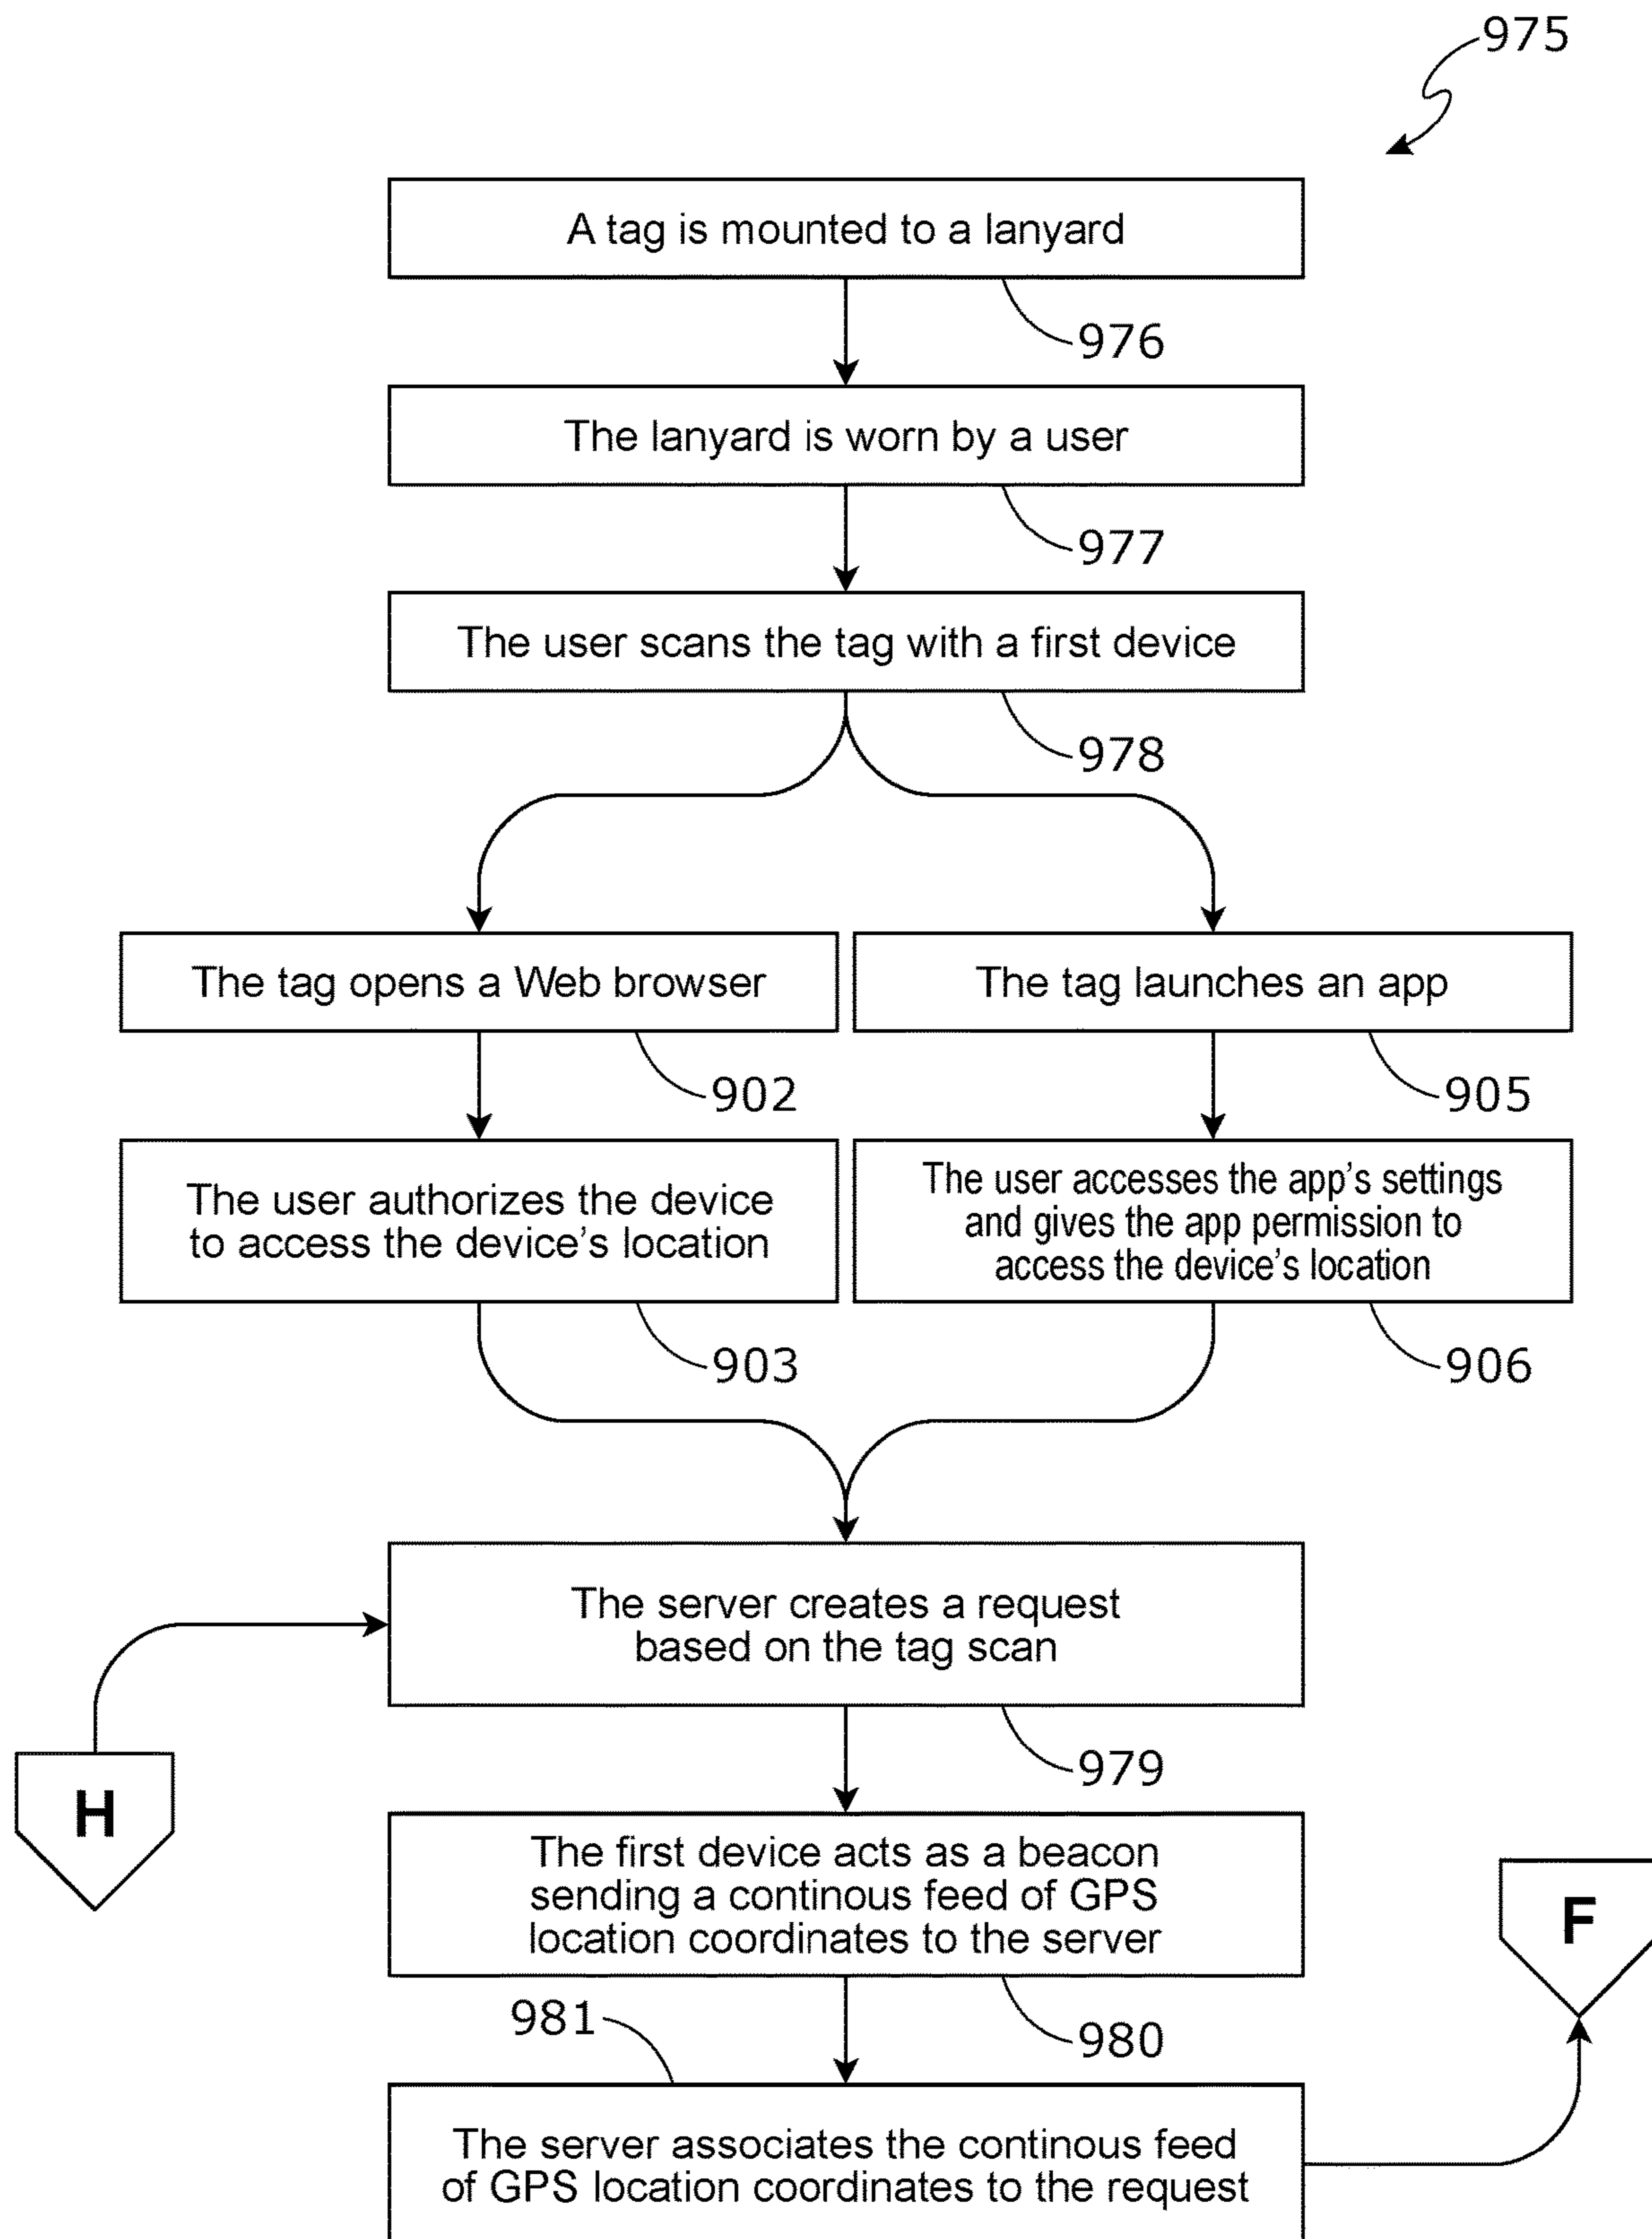 975
A tag is mounted to a lanyard
976
The lanyard is worn by a user
977
The user scans the tag with a first device
978
The tag opens a Web browser
902
The tag launches an app
905
The user authorizes the device
to access the device's location
903
The user accesses the app's settings
and gives the app permission to
access the device's location
906
The server creates a request
based on the tag scan
979
H
The first device acts as a beacon
sending a continous feed of GPS
location coordinates to the server
980
F
981
The server associates the continous feed
of GPS location coordinates to the request